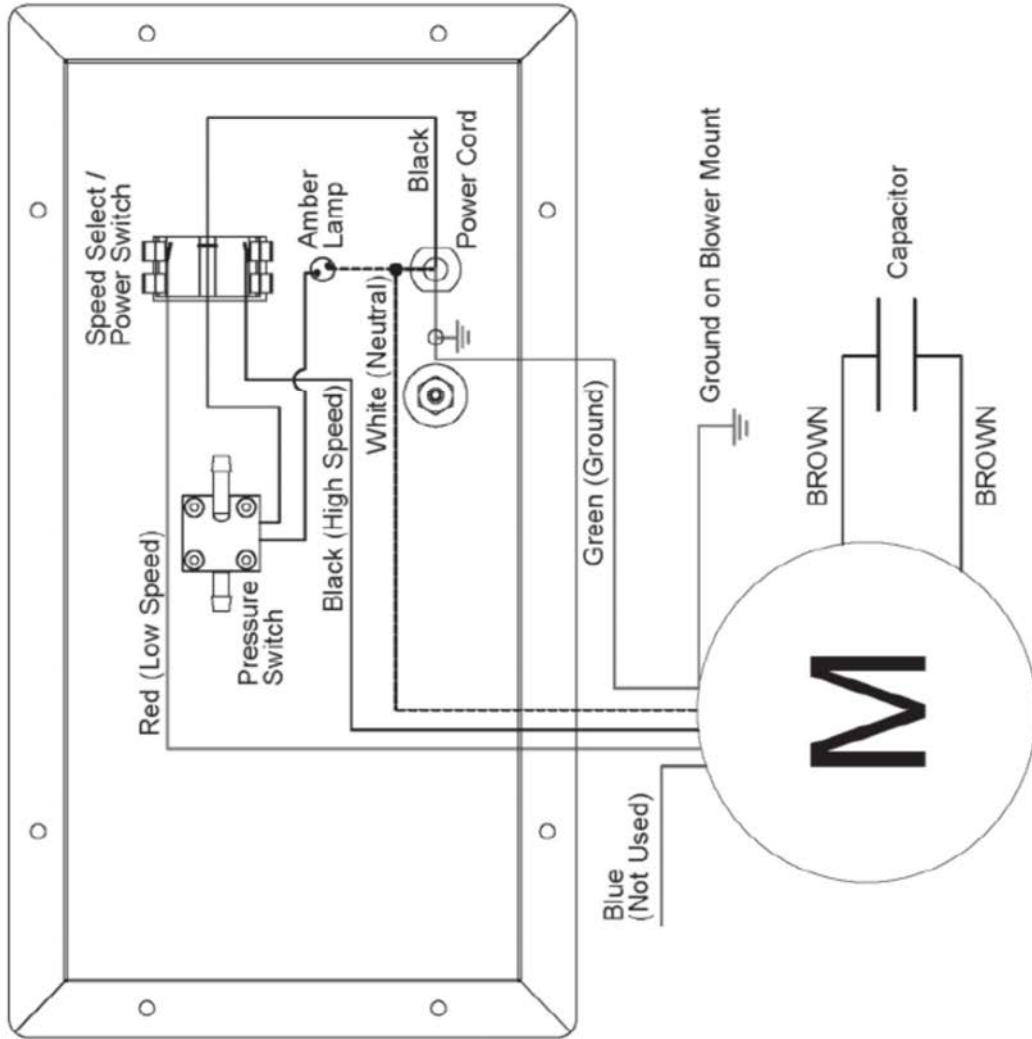 Speed Select /
Power Switch
Amber
Lamp
Black
Power Cord
White (Neutral)
Black (High Speed)
Pressure
Switch
Red (Low Speed)
Green (Ground)
Ground on Blower Mount
Capacitor
BROWN
BROWN
Blue
(Not Used)
M